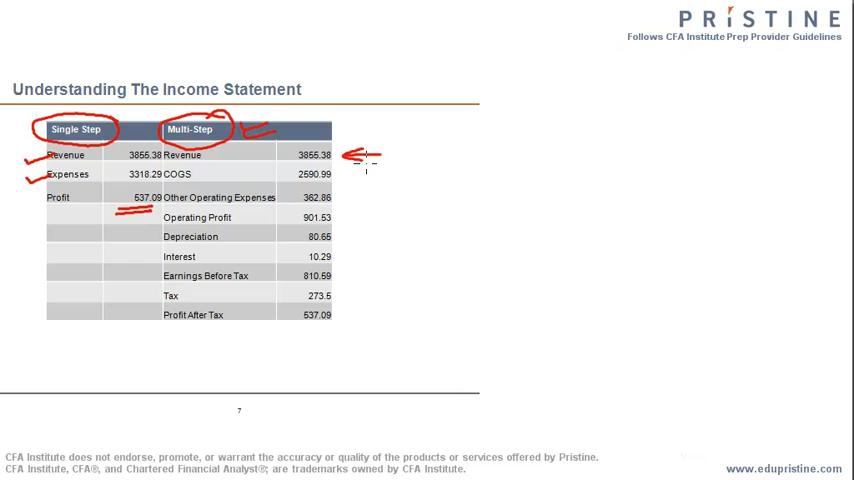 PRiSTINE
Follows CFA Institute Prep Provider Guidelines
Understanding The Income Statement
Single Step Multi-Step
Revenue 3855.38 Revenue 3855.38
Expenses 3318.29 COGS 2590.99
Profit 537.09 Other Operating Expenses 362.86
Operating Profit 901.53
Depreciation 80.65
Interest 10.29
Earnings Before Tax 810.59
Tax 273.5
Profit After Tax 537.09
7
CFA Institute does not endorse, promote, or warrant the accuracy or quality of the products or services offered by Pristine.
CFA Institute, CFA®, and Chartered Financial Analyst®; are trademarks owned by CFA Institute.
www.edupristine.com